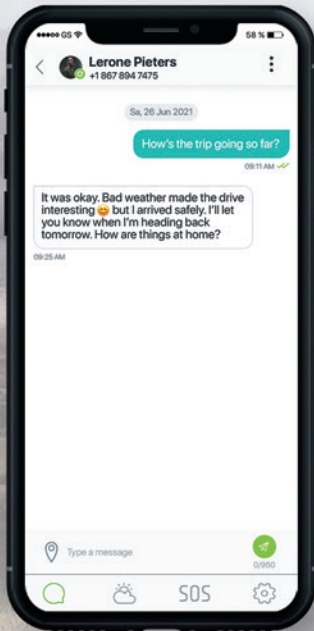 GS 58 %
Lerone Pieters
+1 867 894 7475
Sa, 26 Jun 2021
How's the trip going so far?
09:11 AM
It was okay. Bad weather made the drive
interesting 😊 but I arrived safely. I'll let
you know when I'm heading back
tomorrow. How are things at home?
09:25 AM
Type a message
0/960
SOS